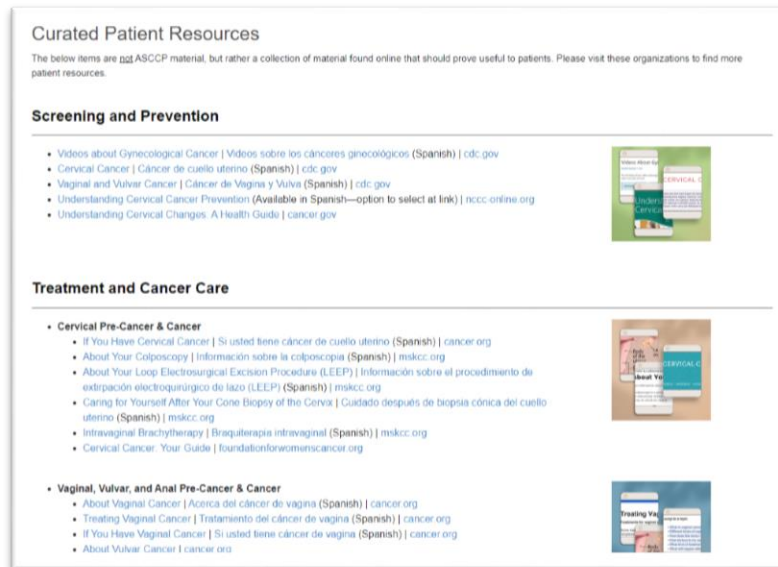 Curated Patient Resources
The below items are not ASCCP material, but rather a collection of material found online that should prove useful to patients. Please visit these organizations to find more
patient resources.
Screening and Prevention
• Videos about Gynecological Cancer | Videos sobre los cánceres ginecológicos (Spanish) | cdc.gov
• Cervical Cancer | Cáncer de cuello uterino (Spanish) | cdc.gov
• Vaginal and Vulvar Cancer | Cáncer de Vagina y Vulva (Spanish) | cdc.gov
• Understanding Cervical Cancer Prevention (Available in Spanish—option to select at link) | nccc-online.org
• Understanding Cervical Changes: A Health Guide | cancer.gov
CERVICAL C
Treatment and Cancer Care
• Cervical Pre-Cancer & Cancer
• If You Have Cervical Cancer | Si usted tiene cáncer de cuello uterino (Spanish) | cancer.org
• About Your Colposcopy | Información sobre la colposcopia (Spanish) | mskcc.org
• About Your Loop Electrosurgical Excision Procedure (LEEP) | Información sobre el procedimiento de
extirpación electroquirúrgico de lazo (LEEP) (Spanish) | mskcc.org
• Caring for Yourself After Your Cone Biopsy of the Cervix | Cuidado después de biopsia cónica del cuello
uterino (Spanish) | mskcc.org
• Intravaginal Brachytherapy | Braquiterapia intravaginal (Spanish) | mskcc.org
• Cervical Cancer: Your Guide | foundationforwomenscancer.org
CERVICAL C
About Yo
• Vaginal, Vulvar, and Anal Pre-Cancer & Cancer
• About Vaginal Cancer | Acerca del cáncer de vagina (Spanish) | cancer.org
• Treating Vaginal Cancer | Tratamiento del cáncer de vagina (Spanish) | cancer.org
• If You Have Vaginal Cancer | Si usted tiene cáncer de vagina (Spanish) | cancer.org
• About Vulvar Cancer | cancer.org
Treating Va